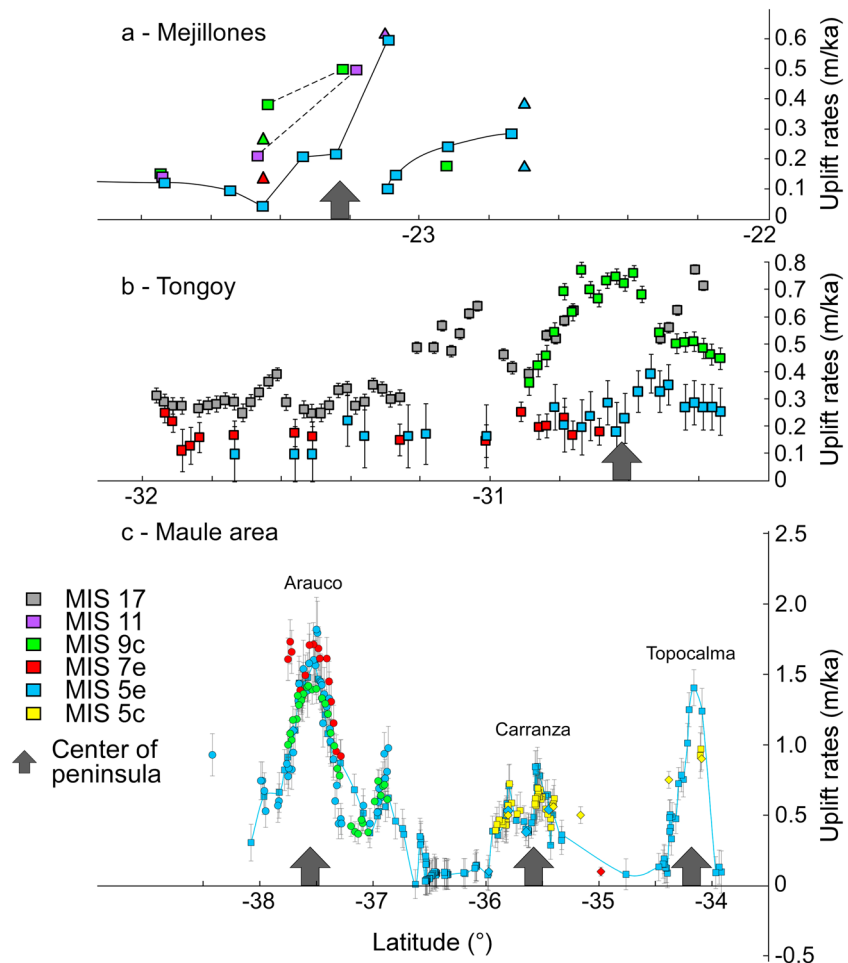 a - Mejillones
0.6
0.5
0.4
0.3
0.2
0.1
0
Uplift rates (m/ka)
-23
-22
b - Tongoy
0.8
0.7
0.6
0.5
0.4
0.3
0.2
0.1
0
Uplift rates (m/ka)
-32
-31
c - Maule area
2.5
2.0
1.5
1.0
0.5
0
-0.5
Uplift rates (m/ka)
Arauco
Topocalma
Carranza
MIS 17
MIS 11
MIS 9c
MIS 7e
MIS 5e
MIS 5c
Center of
peninsula
-38
-37
-36
-35
-34
Latitude (°)